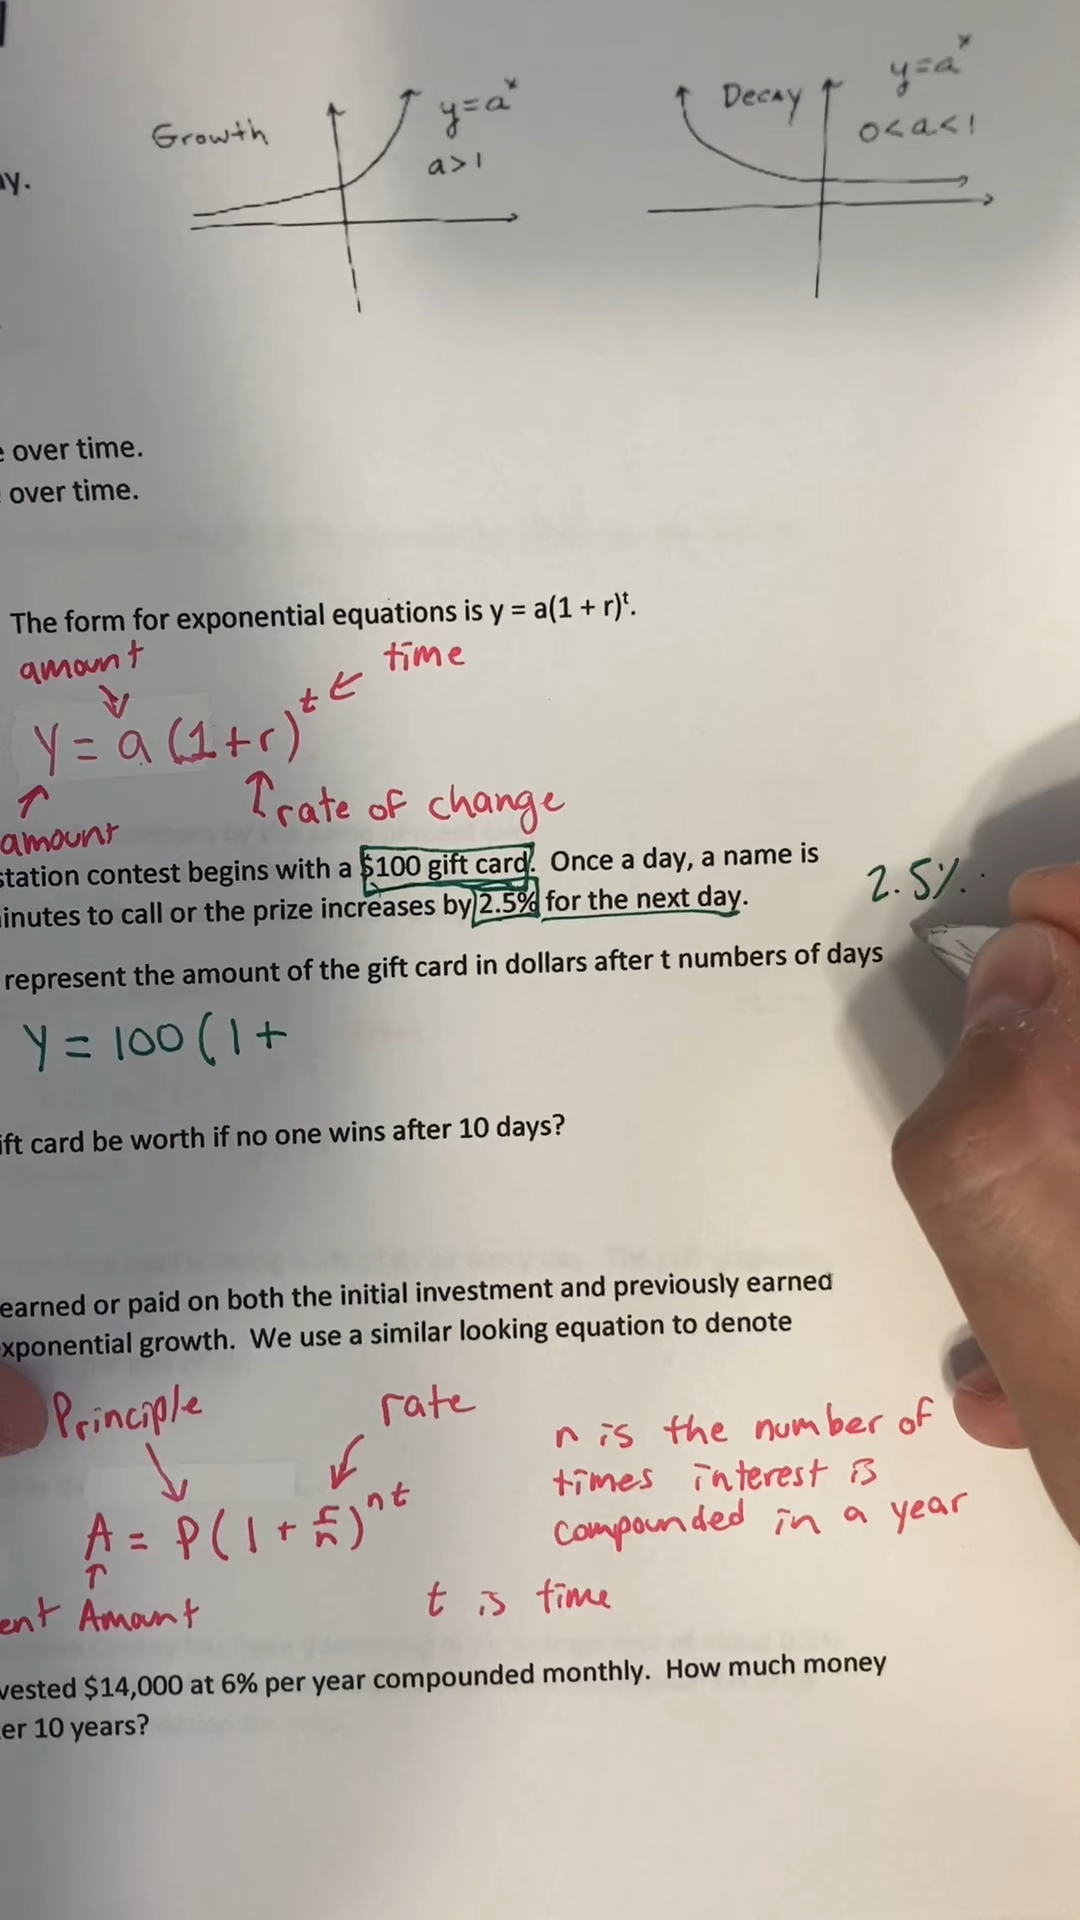 Growth
y=aˣ
a>1
Decay
y=aˣ
0<a<1
ay.
over time.
over time.
The form for exponential equations is y = a(1 + r)ᵗ.
amount
time
y = a (1+r)ᵗ
rate of change
amount
station contest begins with a $100 gift card. Once a day, a name is
inutes to call or the prize increases by 2.5% for the next day.
2.5%
represent the amount of the gift card in dollars after t numbers of days
y = 100 (1 +
ift card be worth if no one wins after 10 days?
earned or paid on both the initial investment and previously earned
xponential growth. We use a similar looking equation to denote
Principle
rate
n is the number of
times interest is
compounded in a year
A = P(1 + r/n)ⁿᵗ
t is time
ent Amant
vested $14,000 at 6% per year compounded monthly. How much money
er 10 years?